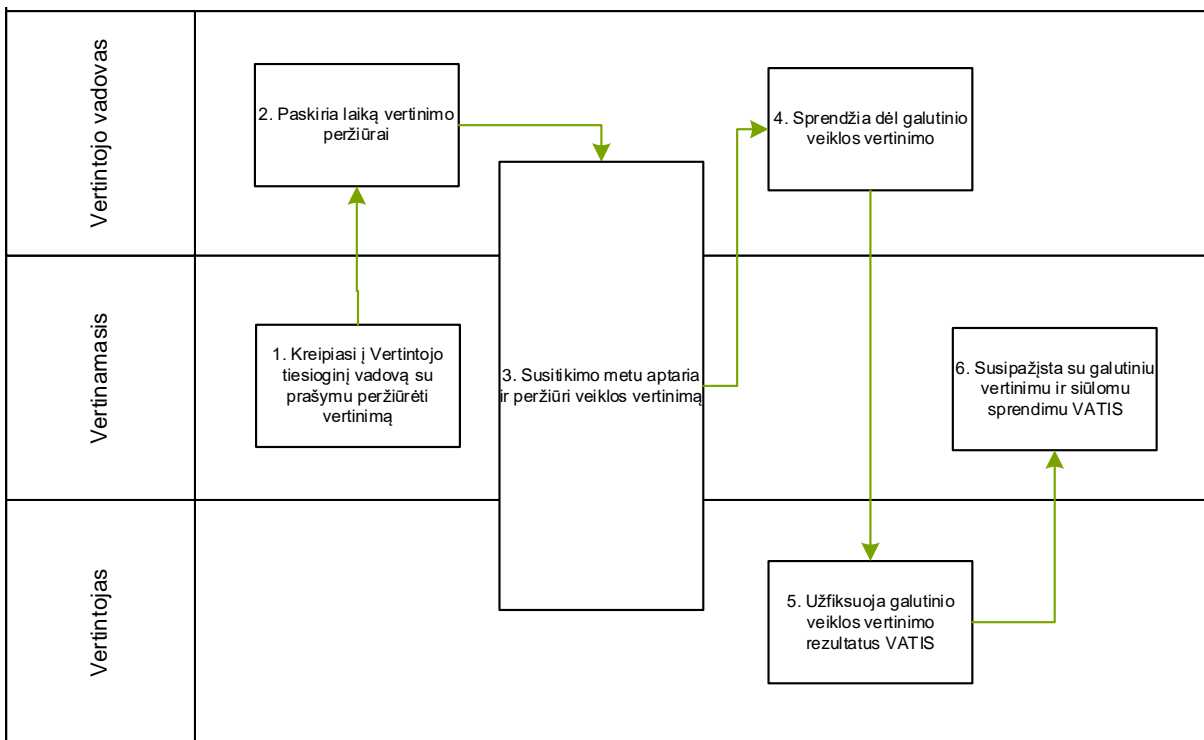 Vertintojo vadovas
2. Paskiria laiką vertinimo
peržiūrai
4. Sprendžia dėl galutinio
veiklos vertinimo
Vertinamasis
1. Kreipiasi į Vertintojo
tiesioginį vadovą su
prašymu peržiūrėti
vertinimą
3. Susitikimo metu aptaria
ir peržiūri veiklos vertinimą
6. Susipažįsta su galutiniu
vertinimu ir siūlomu
sprendimu VATIS
Vertintojas
5. Užfiksuoja galutinio
veiklos vertinimo
rezultatus VATIS